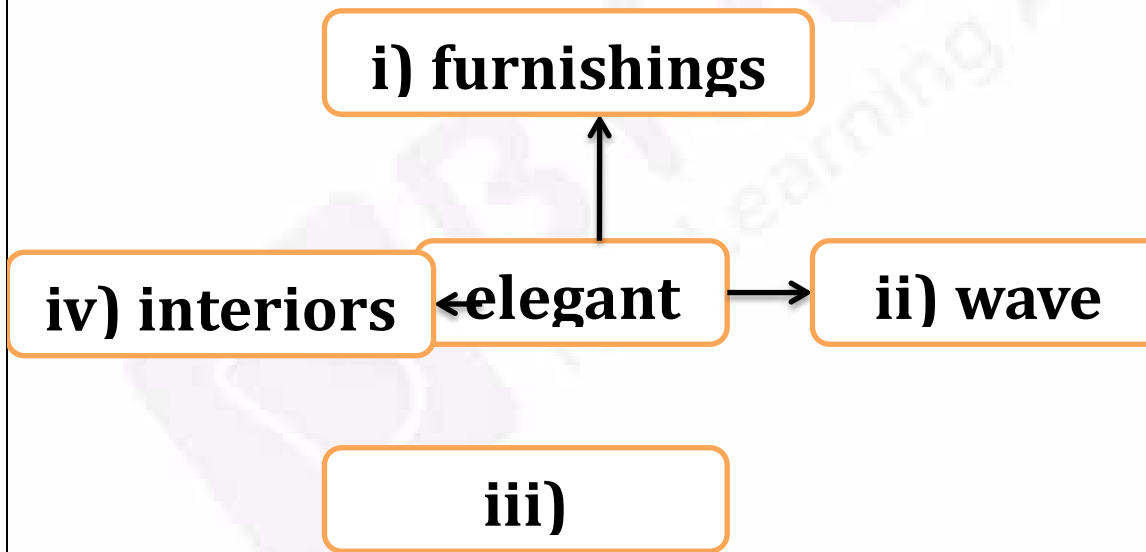 i) furnishings
iv) interiors
elegant
ii) wave
iii)